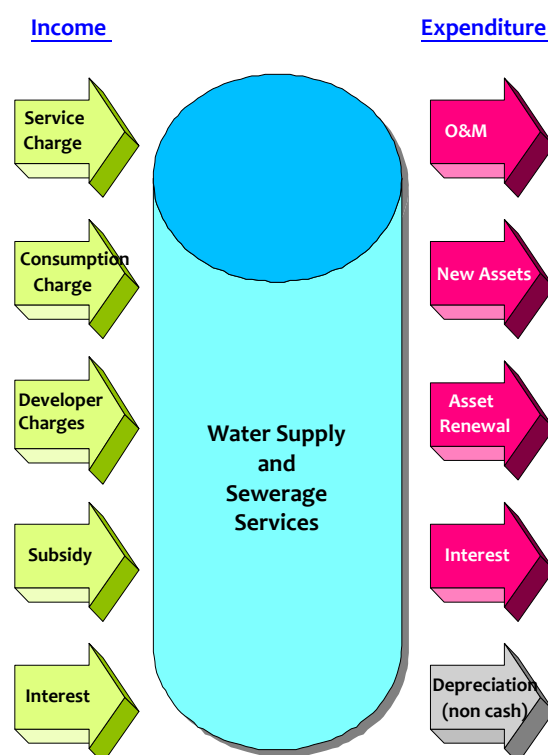 Income
Expenditure
Service
Charge
O&M
Consumption
Charge
New Assets
Developer
Charges
Water Supply
and
Sewerage
Services
Asset
Renewal
Subsidy
Interest
Interest
Depreciation
(non cash)